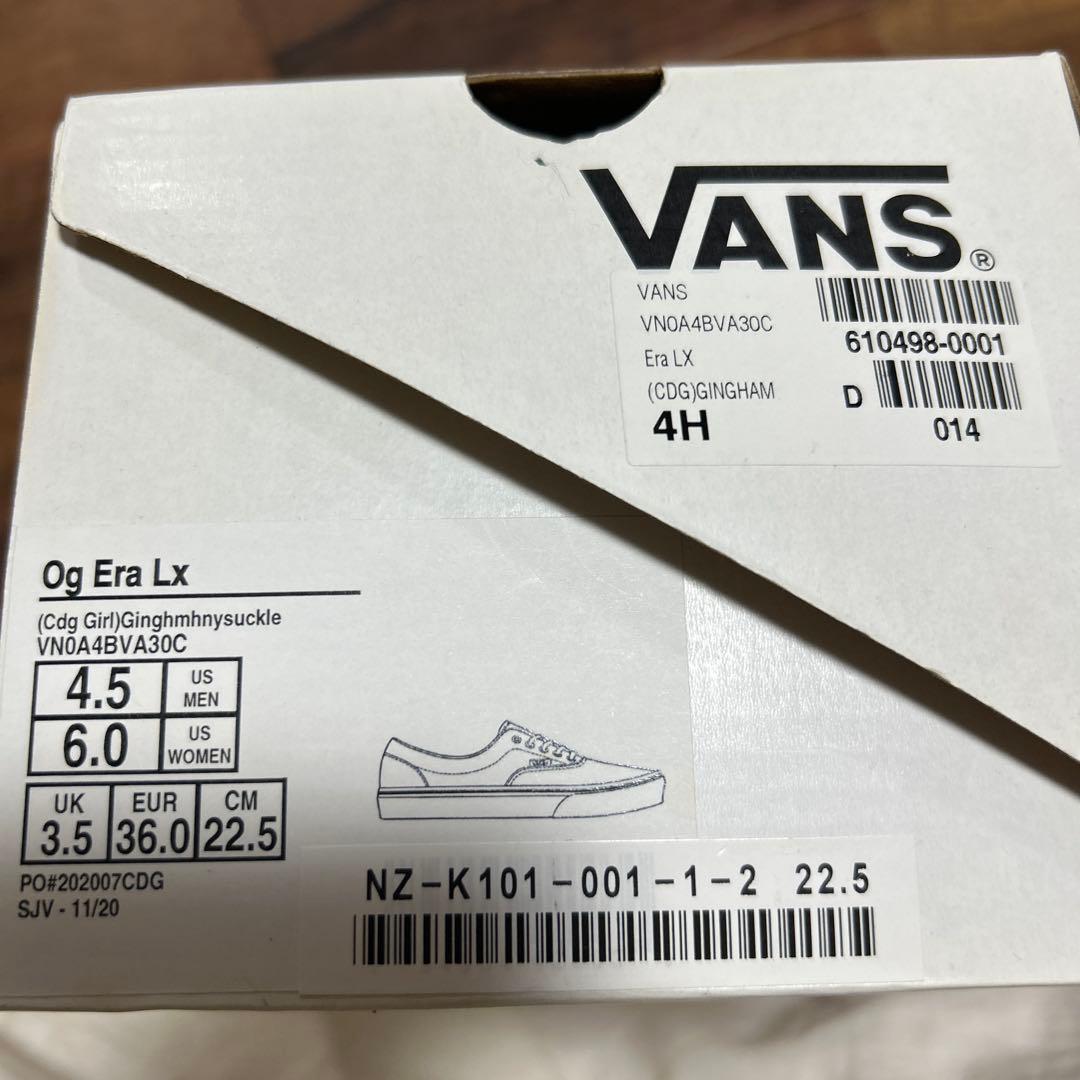 VANS®
VANS
VN0A4BVA30C
Era LX
(CDG)GINGHAM
4H
610498-0001
D
014
Og Era Lx
(Cdg Girl)Ginghmhnysuckle
VN0A4BVA30C
4.5 US MEN
6.0 US WOMEN
UK EUR CM
3.5 36.0 22.5
PO#202007CDG
SJV - 11/20
NZ-K101-001-1-2 22.5